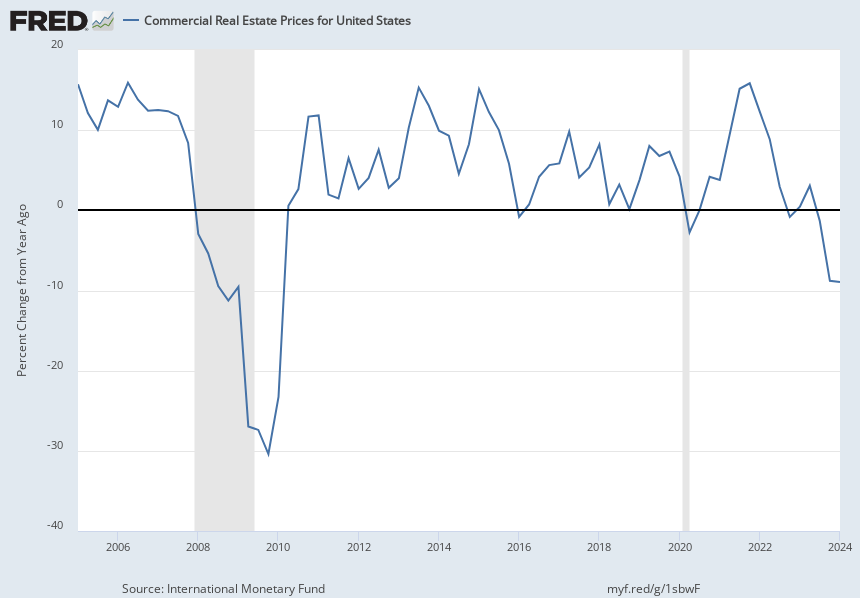 FRED
Commercial Real Estate Prices for United States
20
10
0
-10
-20
-30
-40
Percent Change from Year Ago
2006 2008 2010 2012 2014 2016 2018 2020 2022 2024
Source: International Monetary Fund
myf.red/g/1sbwF